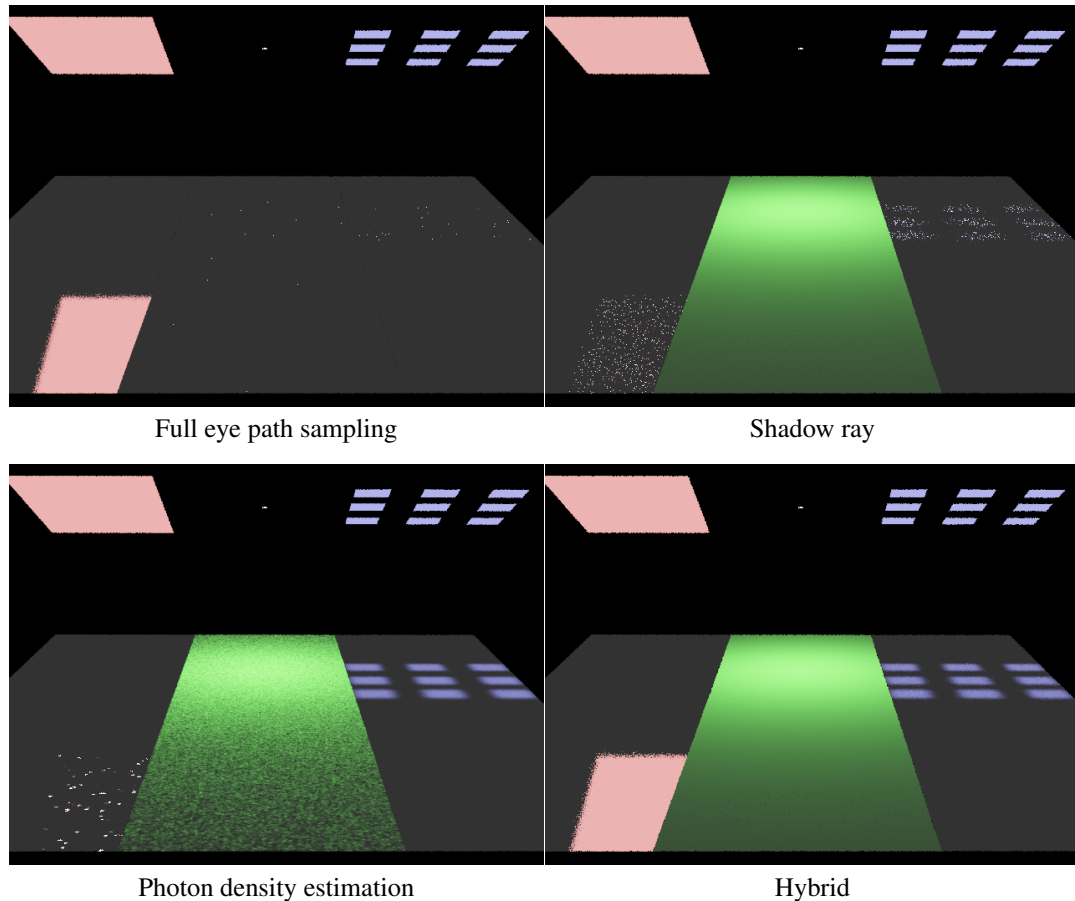 Full eye path sampling
Shadow ray
Photon density estimation
Hybrid